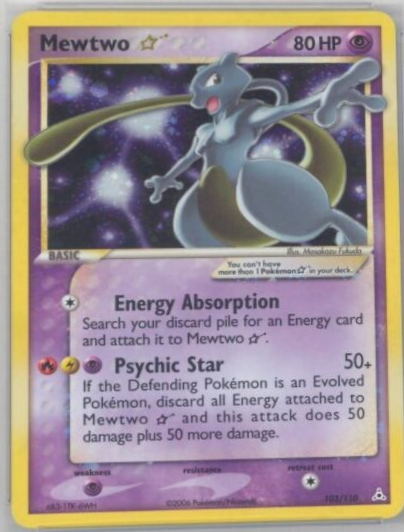 Mewtwo ☆ 80 HP
Illus. Masakazu Fukuda
BASIC
You can't have
more than 1 Pokémon ☆ in your deck.
Energy Absorption
Search your discard pile for an Energy card
and attach it to Mewtwo ☆.
Psychic Star 50+
If the Defending Pokémon is an Evolved
Pokémon, discard all Energy attached to
Mewtwo ☆ and this attack does 50
damage plus 50 more damage.
weakness resistance retreat cost
©2006 Pokémon/Nintendo 103/110